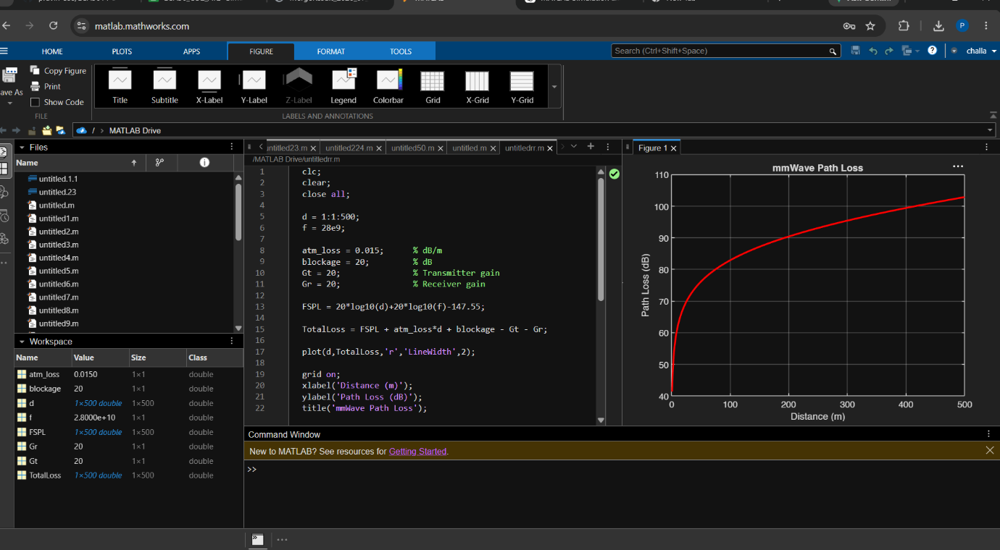 matlab.mathworks.com
P
HOME PLOTS APPS FIGURE FORMAT TOOLS
Search (Ctrl+Shift+Space)
challa
Copy Figure
Print
Show Code
ave As
FILE
Title Subtitle X-Label Y-Label Z-Label Legend Colorbar Grid X-Grid Y-Grid
LABELS AND ANNOTATIONS
/ > MATLAB Drive
Files
Name
untitled.1.1
untitled.23
untitled.m
untitled1.m
untitled2.m
untitled3.m
untitled4.m
untitled5.m
untitled6.m
untitled7.m
untitled8.m
untitled9.m
Workspace
Name Value Size Class
atm_loss 0.0150 1×1 double
blockage 20 1×1 double
d 1×500 double 1×500 double
f 2.8000e+10 1×1 double
FSPL 1×500 double 1×500 double
Gr 20 1×1 double
Gt 20 1×1 double
TotalLoss 1×500 double 1×500 double
untitled23.m untitled224.m untitled50.m untitled.m untitledrr.m
/MATLAB Drive/untitledrr.m
1 clc;
2 clear;
3 close all;
4
5 d = 1:1:500;
6 f = 28e9;
7
8 atm_loss = 0.015; % dB/m
9 blockage = 20; % dB
10 Gt = 20; % Transmitter gain
11 Gr = 20; % Receiver gain
12
13 FSPL = 20*log10(d)+20*log10(f)-147.55;
14
15 TotalLoss = FSPL + atm_loss*d + blockage - Gt - Gr;
16
17 plot(d,TotalLoss,'r','LineWidth',2);
18
19 grid on;
20 xlabel('Distance (m)');
21 ylabel('Path Loss (dB)');
22 title('mmWave Path Loss');
Figure 1
mmWave Path Loss
Path Loss (dB)
110
100
90
80
70
60
50
40
0 100 200 300 400 500
Distance (m)
Command Window
New to MATLAB? See resources for Getting Started.
>>